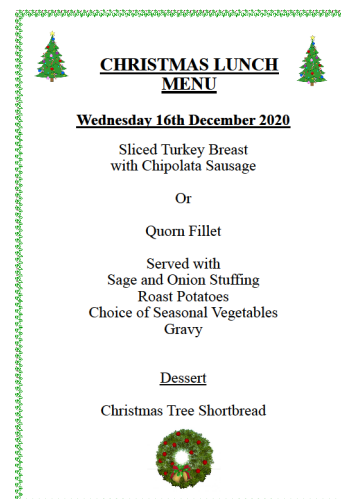 CHRISTMAS LUNCH
MENU
Wednesday 16th December 2020
Sliced Turkey Breast
with Chipolata Sausage
Or
Quorn Fillet
Served with
Sage and Onion Stuffing
Roast Potatoes
Choice of Seasonal Vegetables
Gravy
Dessert
Christmas Tree Shortbread